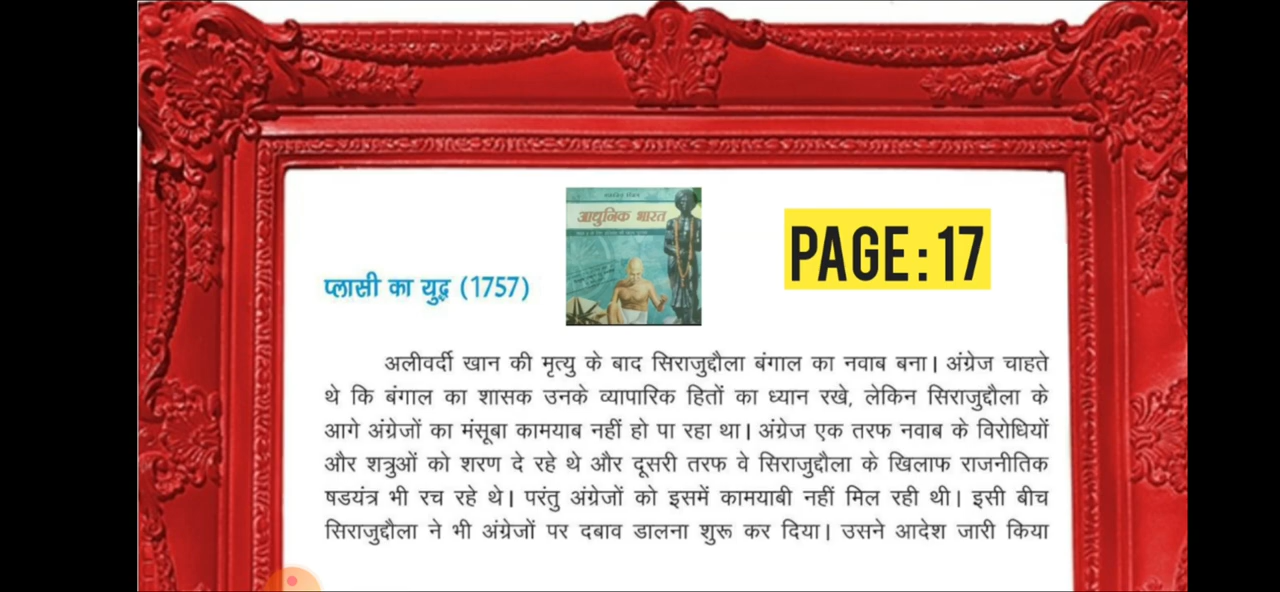 आधुनिक भारत
PAGE:17
प्लासी का युद्ध (1757)
अलीवर्दी खान की मृत्यु के बाद सिराजुद्दौला बंगाल का नवाब बना। अंग्रेज चाहते
थे कि बंगाल का शासक उनके व्यापारिक हितों का ध्यान रखे, लेकिन सिराजुद्दौला के
आगे अंग्रेजों का मंसूबा कामयाब नहीं हो पा रहा था। अंग्रेज एक तरफ नवाब के विरोधियों
और शत्रुओं को शरण दे रहे थे और दूसरी तरफ वे सिराजुद्दौला के खिलाफ राजनीतिक
षडयंत्र भी रच रहे थे। परंतु अंग्रेजों को इसमें कामयाबी नहीं मिल रही थी। इसी बीच
सिराजुद्दौला ने भी अंग्रेजों पर दबाव डालना शुरू कर दिया। उसने आदेश जारी किया